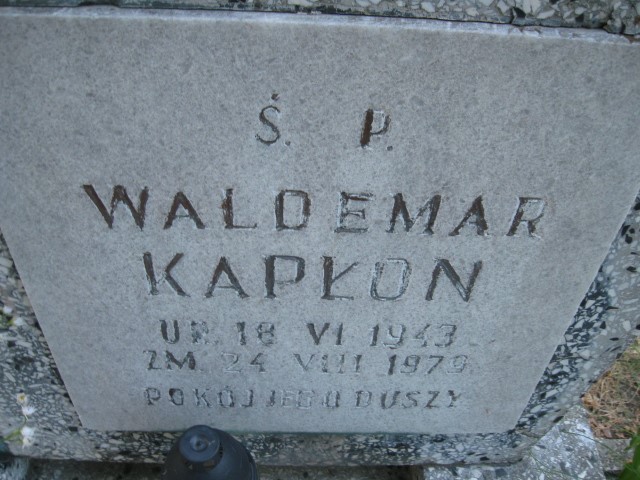 Ś. P.
WALDEMAR
KAPŁON
UR. 18 VI 1943
ZM. 24 VIII 1979
POKÓJ JEGO DUSZY